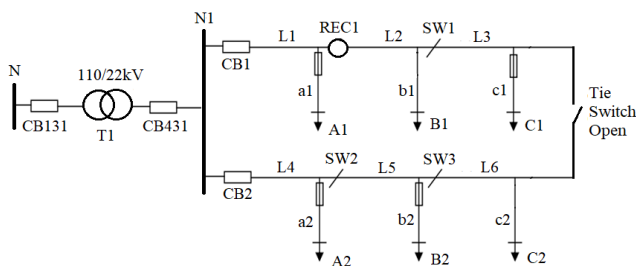 N1
REC1
SW1
L1
L2
L3
N
110/22kV
CB1
a1
b1
c1
Tie
Switch
Open
CB131
T1
CB431
A1
B1
C1
SW2
SW3
L4
L5
L6
CB2
a2
b2
c2
A2
B2
C2